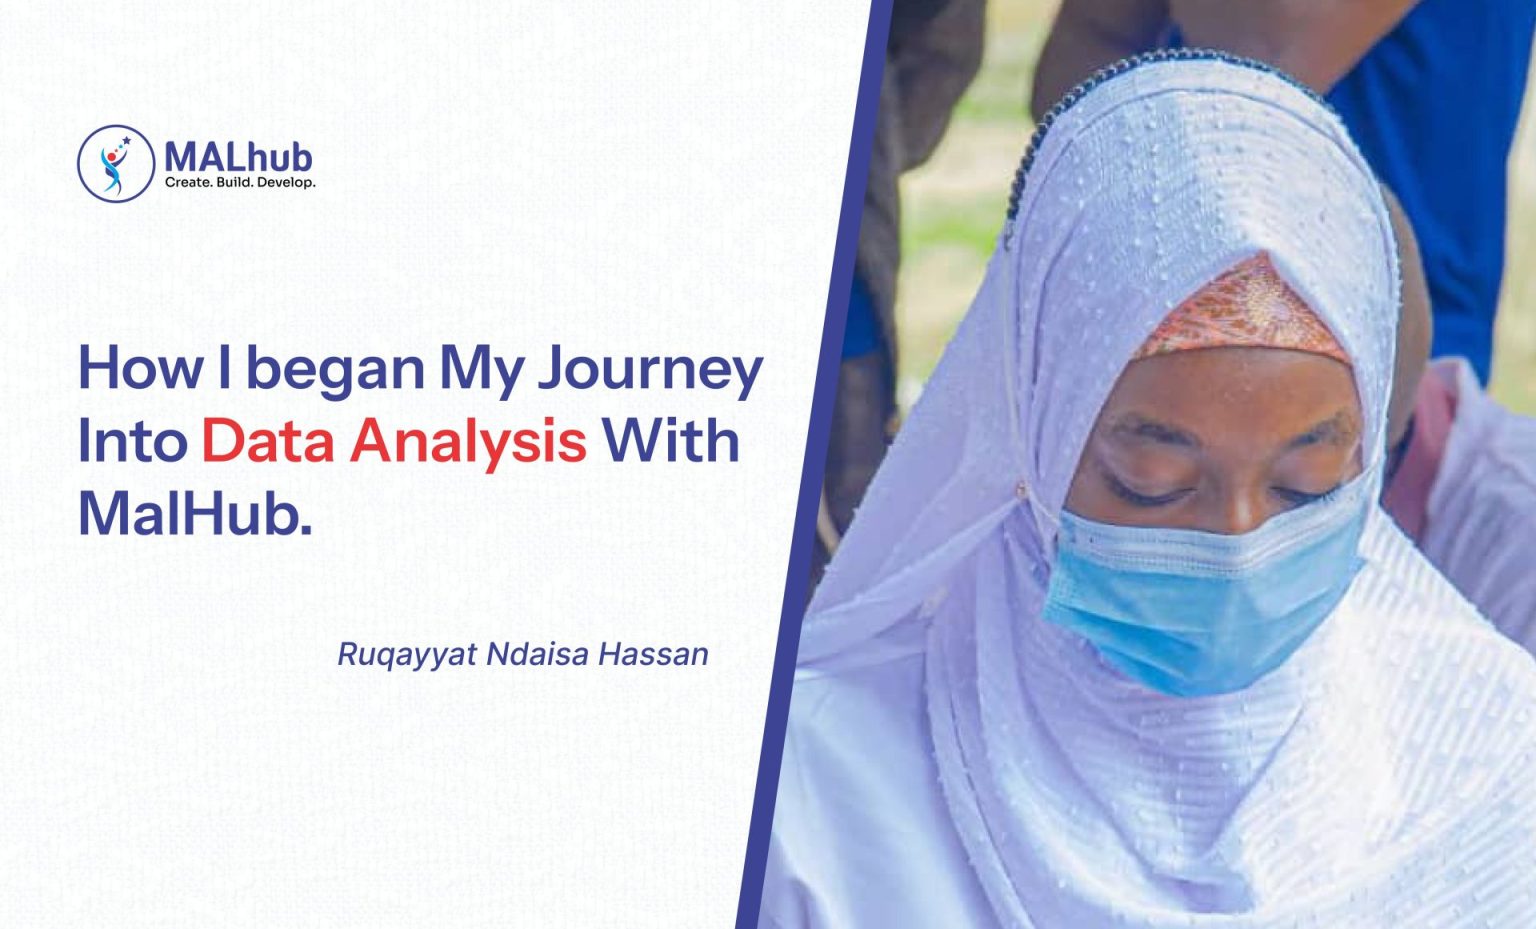 MALhub
Create. Build. Develop.
How I began My Journey
Into Data Analysis With
MalHub.
Ruqayyat Ndaisa Hassan